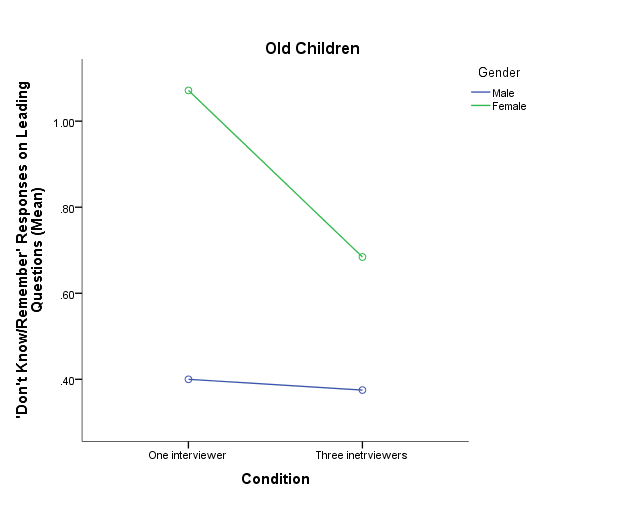 Old Children
Gender
Male
Female
'Don't Know/Remember' Responses on Leading
Questions (Mean)
1.00
.80
.60
.40
One interviewer
Three inetrviewers
Condition